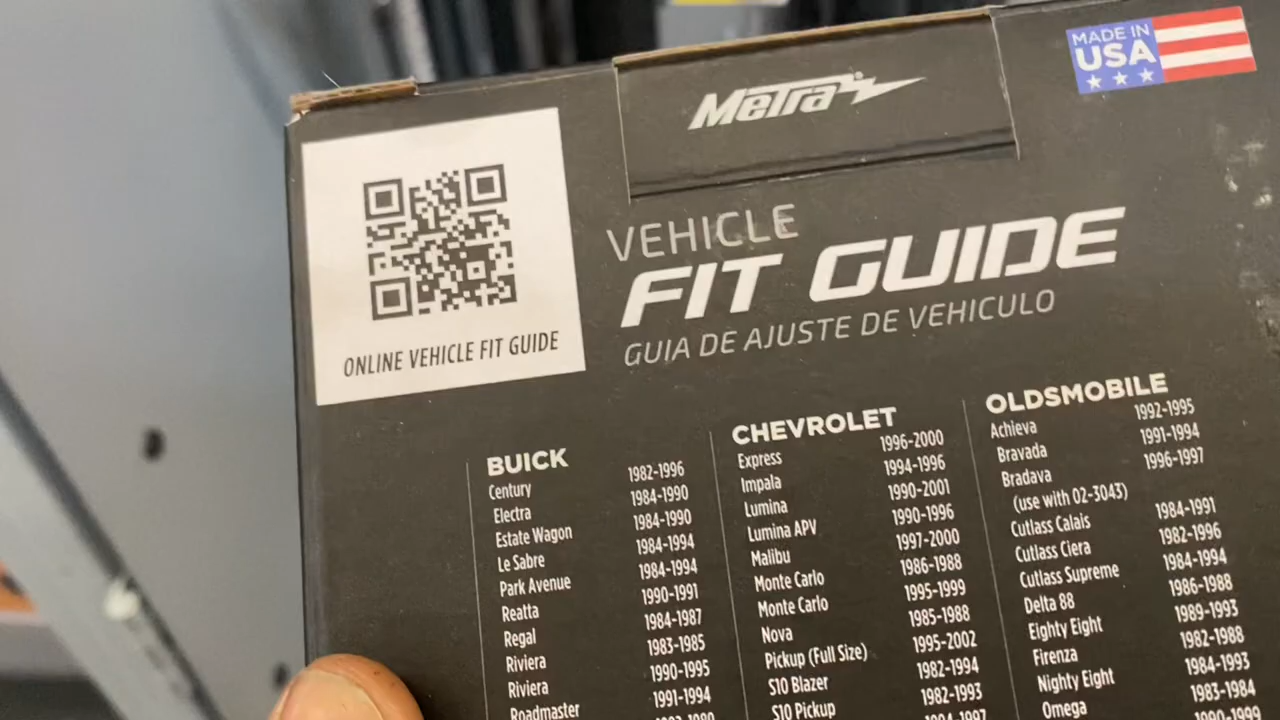 MADE IN
USA
Metra
VEHICLE
FIT GUIDE
GUIA DE AJUSTE DE VEHICULO
ONLINE VEHICLE FIT GUIDE
BUICK
Century 1982-1996
Electra 1984-1990
Estate Wagon 1984-1990
Le Sabre 1984-1994
Park Avenue 1984-1994
Reatta 1990-1991
Regal 1984-1987
Riviera 1983-1985
Riviera 1990-1995
Roadmaster 1991-1994
CHEVROLET
Express 1996-2000
Impala 1994-1996
Lumina 1990-2001
Lumina APV 1990-1996
Malibu 1997-2000
Monte Carlo 1986-1988
Monte Carlo 1995-1999
Nova 1985-1988
Pickup (Full Size) 1995-2002
S10 Blazer 1982-1994
S10 Pickup 1982-1993
1994-1997
OLDSMOBILE
Achieva 1992-1995
Bravada 1991-1994
Bradava 1996-1997
(use with 02-3043)
Cutlass Calais 1984-1991
Cutlass Ciera 1982-1996
Cutlass Supreme 1984-1994
Delta 88 1986-1988
Eighty Eight 1989-1993
Firenza 1982-1988
Nighty Eight 1984-1993
Omega 1983-1984